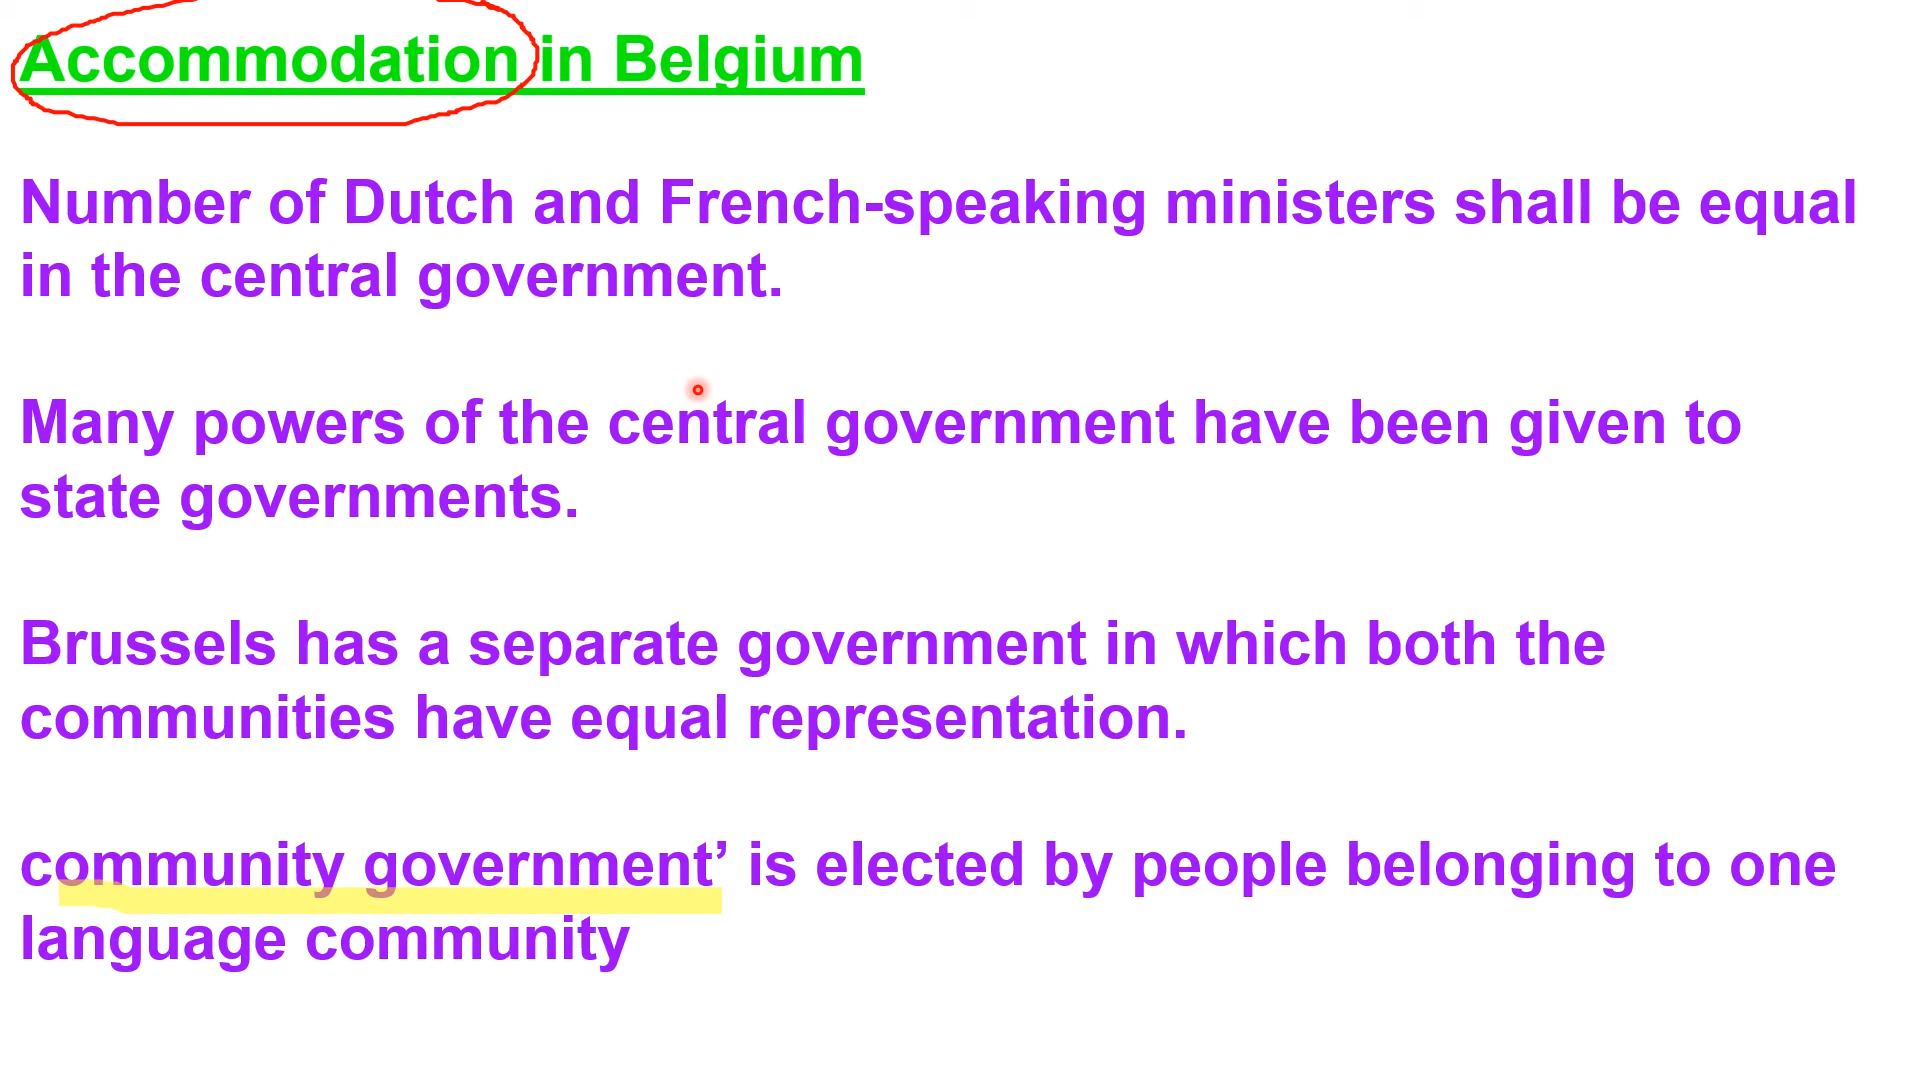 Accommodation in Belgium
Number of Dutch and French-speaking ministers shall be equal
in the central government.
Many powers of the central government have been given to
state governments.
Brussels has a separate government in which both the
communities have equal representation.
community government’ is elected by people belonging to one
language community